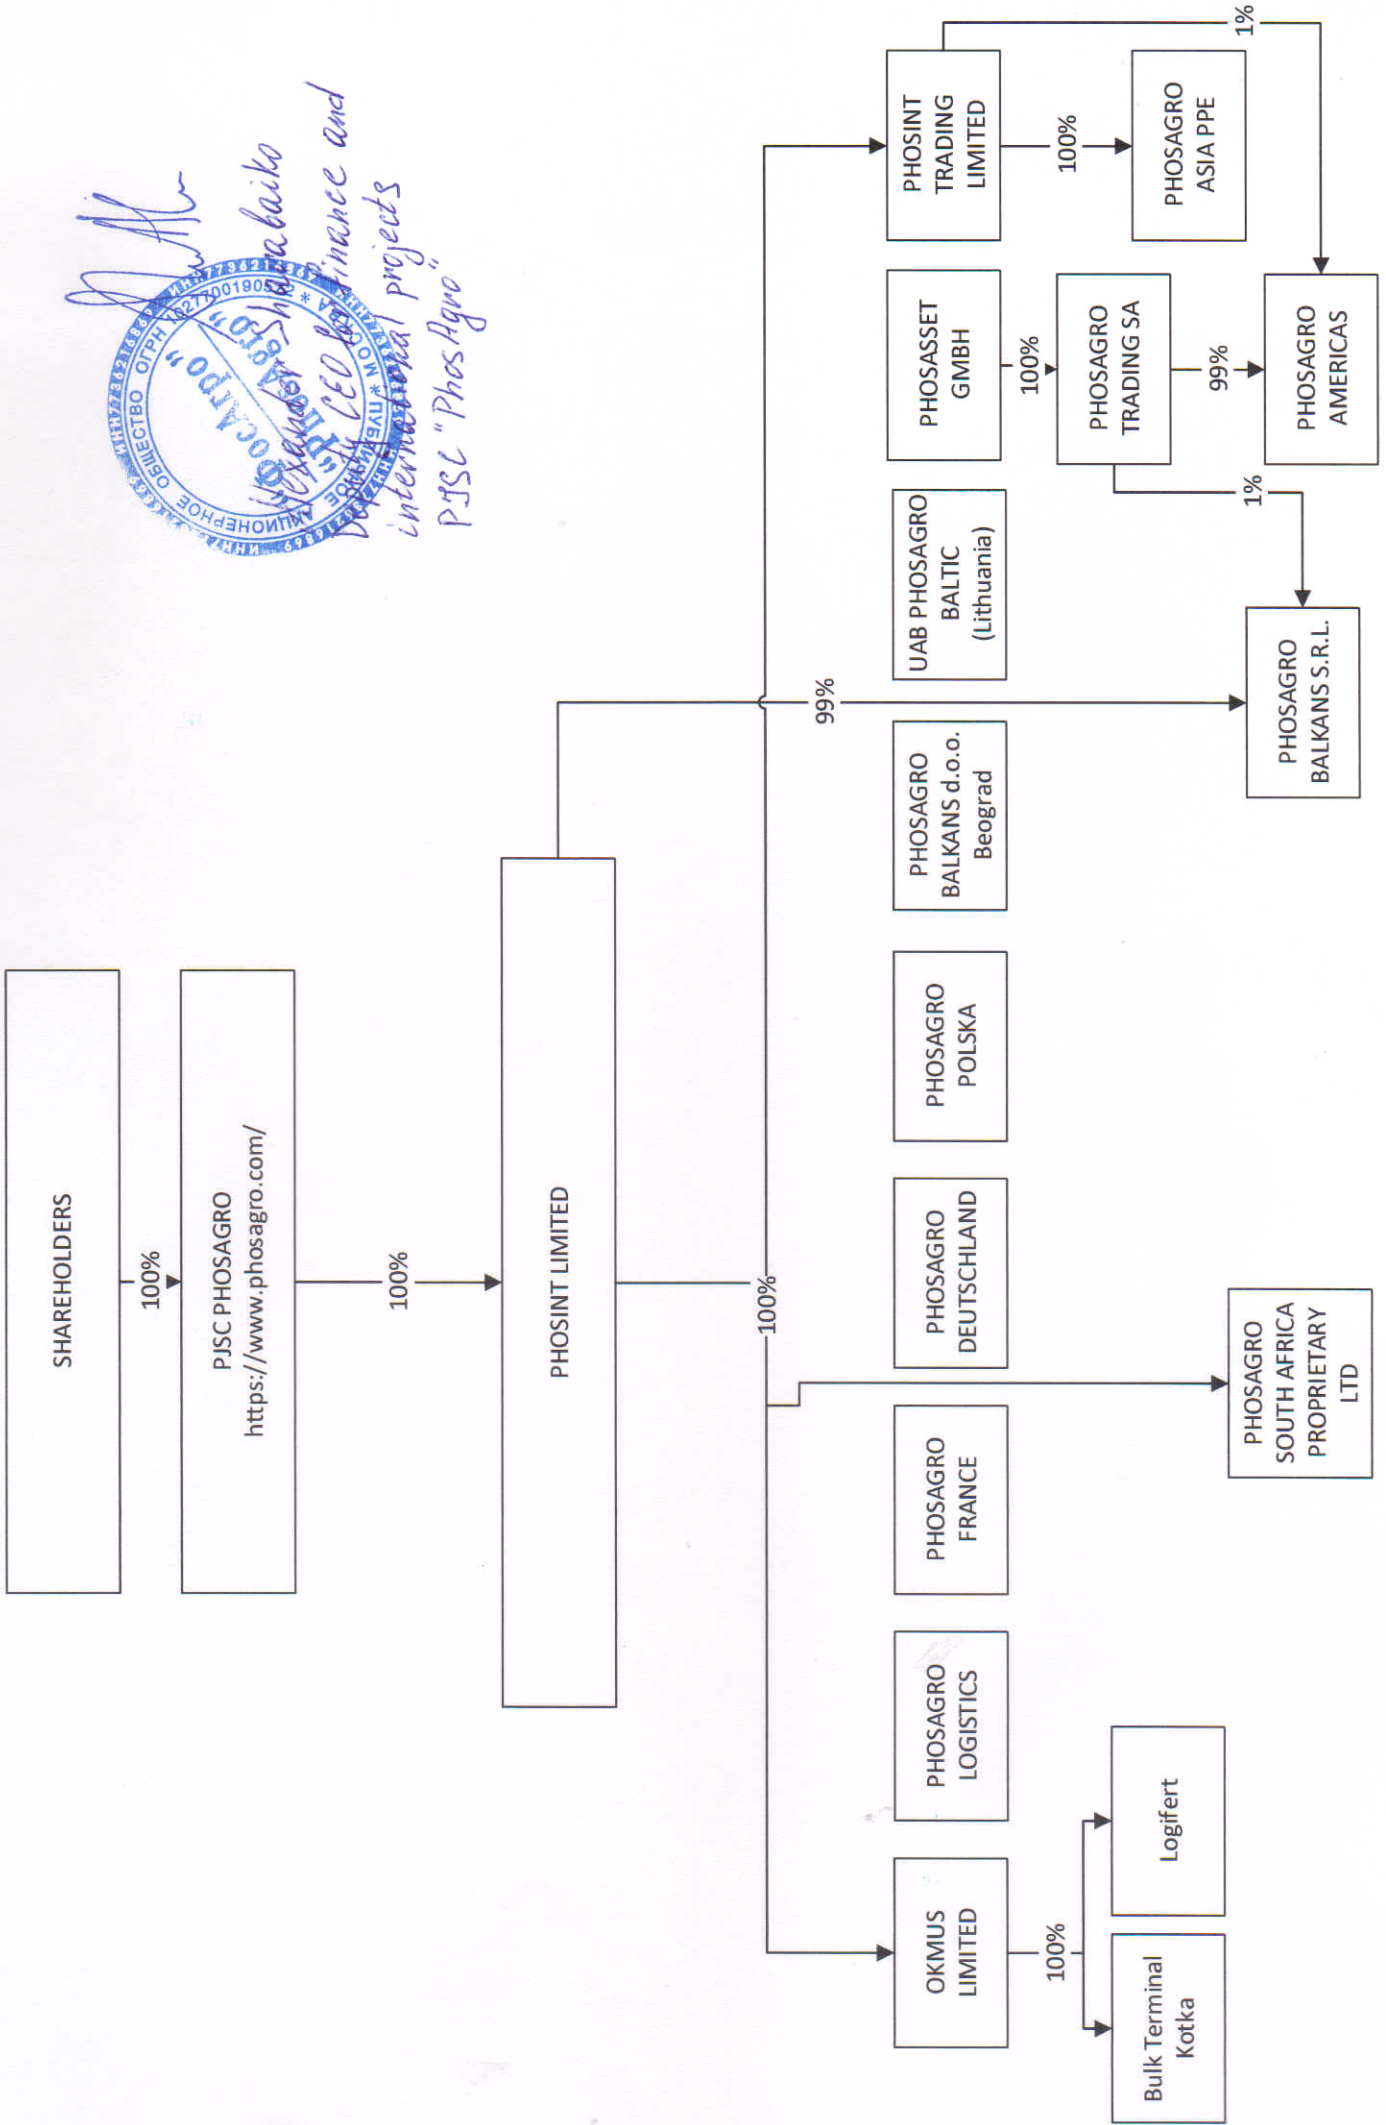 SHAREHOLDERS
100%
PJSC PHOSAGRO
https://www.phosagro.com/
100%
PHOSINT LIMITED
100%
99%
OKMUS
LIMITED
PHOSAGRO
LOGISTICS
PHOSAGRO
FRANCE
PHOSAGRO
DEUTSCHLAND
PHOSAGRO
POLSKA
PHOSAGRO
BALKANS d.o.o.
Beograd
UAB PHOSAGRO
BALTIC
(Lithuania)
PHOSASSET
GMBH
PHOSINT
TRADING
LIMITED
100%
100%
100%
PHOSAGRO
TRADING SA
PHOSAGRO
ASIA PPE
Bulk Terminal
Kotka
Logifert
1%
99%
1%
PHOSAGRO
SOUTH AFRICA
PROPRIETARY
LTD
PHOSAGRO
BALKANS S.R.L.
PHOSAGRO
AMERICAS
Alexander Sharabaiko
Deputy CEO for finance and
international projects
PJSC "PhosAgro"
"ФосАгро"
"PhosAgro"
АКЦИОНЕРНОЕ ОБЩЕСТВО ОГРН
* МОСКВА *